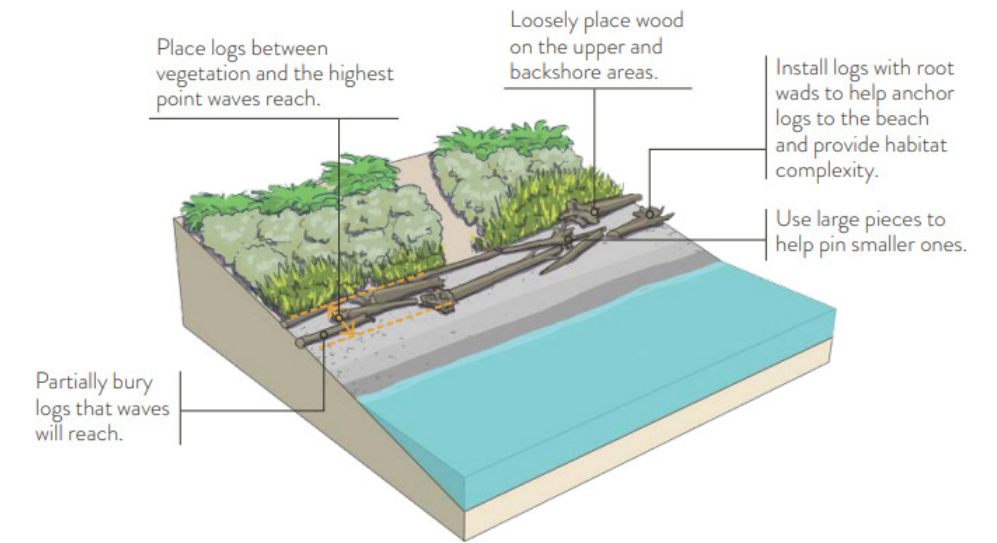 Place logs between
vegetation and the highest
point waves reach.
Loosely place wood
on the upper and
backshore areas.
Install logs with root
wads to help anchor
logs to the beach
and provide habitat
complexity.
Use large pieces to
help pin smaller ones.
Partially bury
logs that waves
will reach.